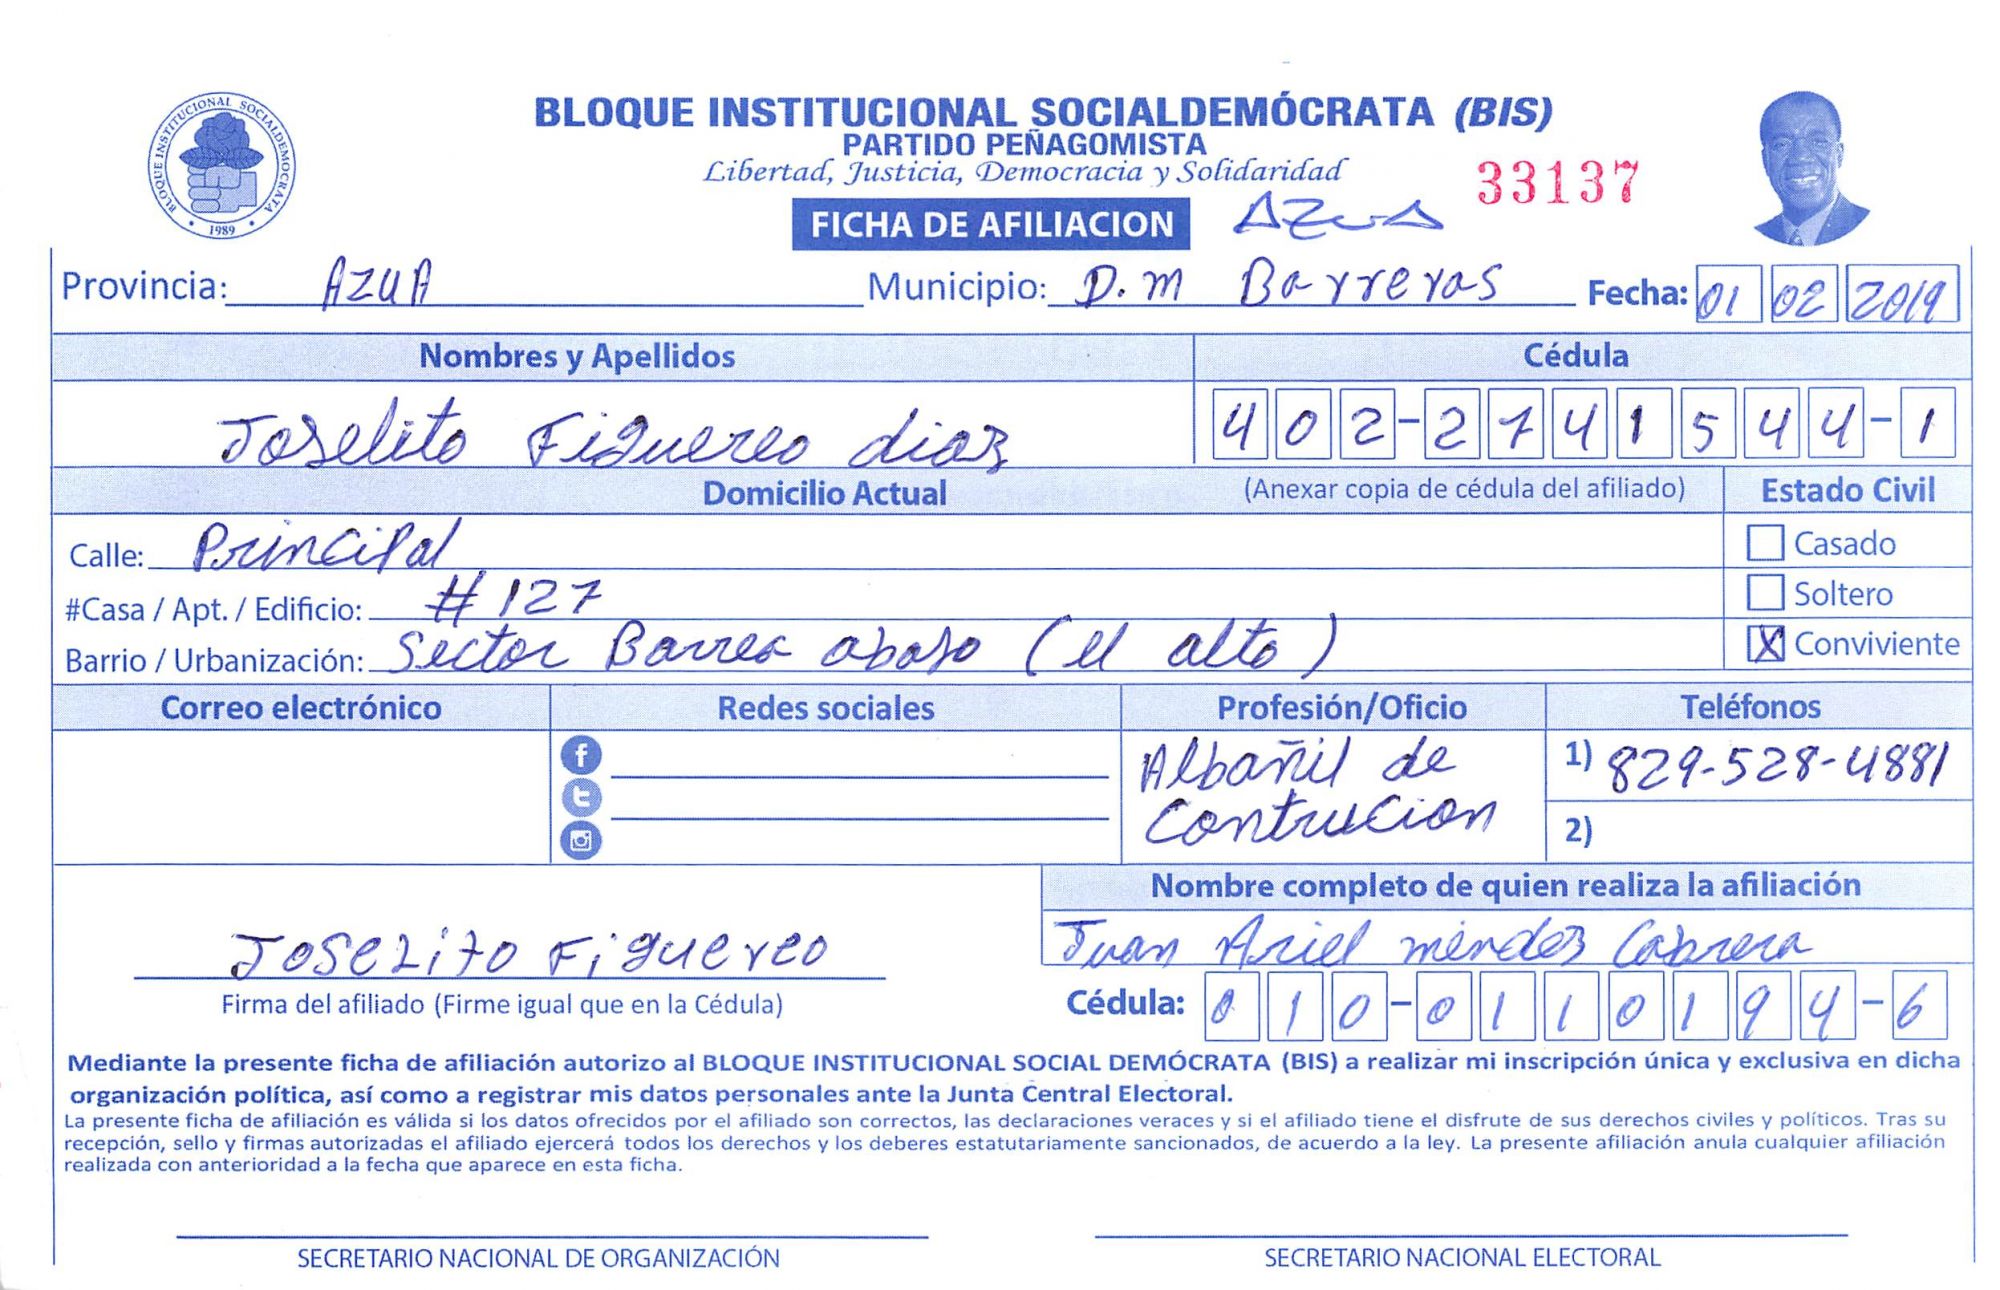 BLOQUE INSTITUCIONAL SOCIALDEMOCRATA
1989
BLOQUE INSTITUCIONAL SOCIALDEMÓCRATA (BIS)
PARTIDO PEÑAGOMISTA
Libertad, Justicia, Democracia y Solidaridad
33137
FICHA DE AFILIACION AZUA
Provincia: AZUA Municipio: D.M Barreras Fecha: 01 02 2019
Nombres y Apellidos Cédula
Joselito Figuereo diaz 402-2741544-1
Domicilio Actual (Anexar copia de cédula del afiliado) Estado Civil
Calle: Principal Casado
#Casa / Apt. / Edificio: #127 Soltero
Barrio / Urbanización: Sector Barrera abajo (el alto) X Conviviente
Correo electrónico Redes sociales Profesión/Oficio Teléfonos
Albañil de 1) 829-528-4881
Contrucion 2)
Nombre completo de quien realiza la afiliación
Juan Ariel mendez Cabrera
Joselito Figuereo
Firma del afiliado (Firme igual que en la Cédula) Cédula: 010-0110194-6
Mediante la presente ficha de afiliación autorizo al BLOQUE INSTITUCIONAL SOCIAL DEMÓCRATA (BIS) a realizar mi inscripción única y exclusiva en dicha
organización política, así como a registrar mis datos personales ante la Junta Central Electoral.
La presente ficha de afiliación es válida si los datos ofrecidos por el afiliado son correctos, las declaraciones veraces y si el afiliado tiene el disfrute de sus derechos civiles y políticos. Tras su
recepción, sello y firmas autorizadas el afiliado ejercerá todos los derechos y los deberes estatutariamente sancionados, de acuerdo a la ley. La presente afiliación anula cualquier afiliación
realizada con anterioridad a la fecha que aparece en esta ficha.
SECRETARIO NACIONAL DE ORGANIZACIÓN SECRETARIO NACIONAL ELECTORAL